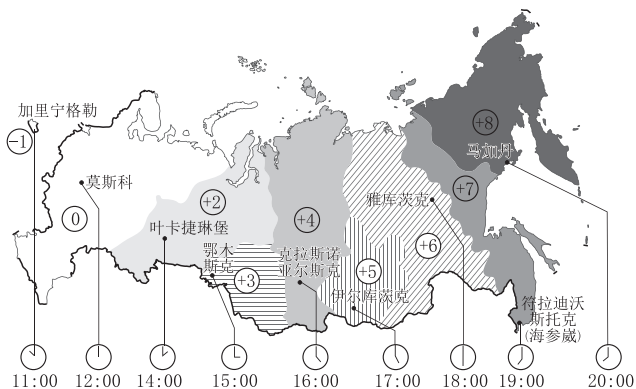 加里宁格勒
−1
莫斯科
0
+2
叶卡捷琳堡
鄂木
斯克
+3
+4
克拉斯诺
亚尔斯克
+5
伊尔库茨克
雅库茨克
+6
+7
+8
马加丹
符拉迪沃
斯托克
(海参崴)
11:00 12:00 14:00 15:00 16:00 17:00 18:00 19:00 20:00